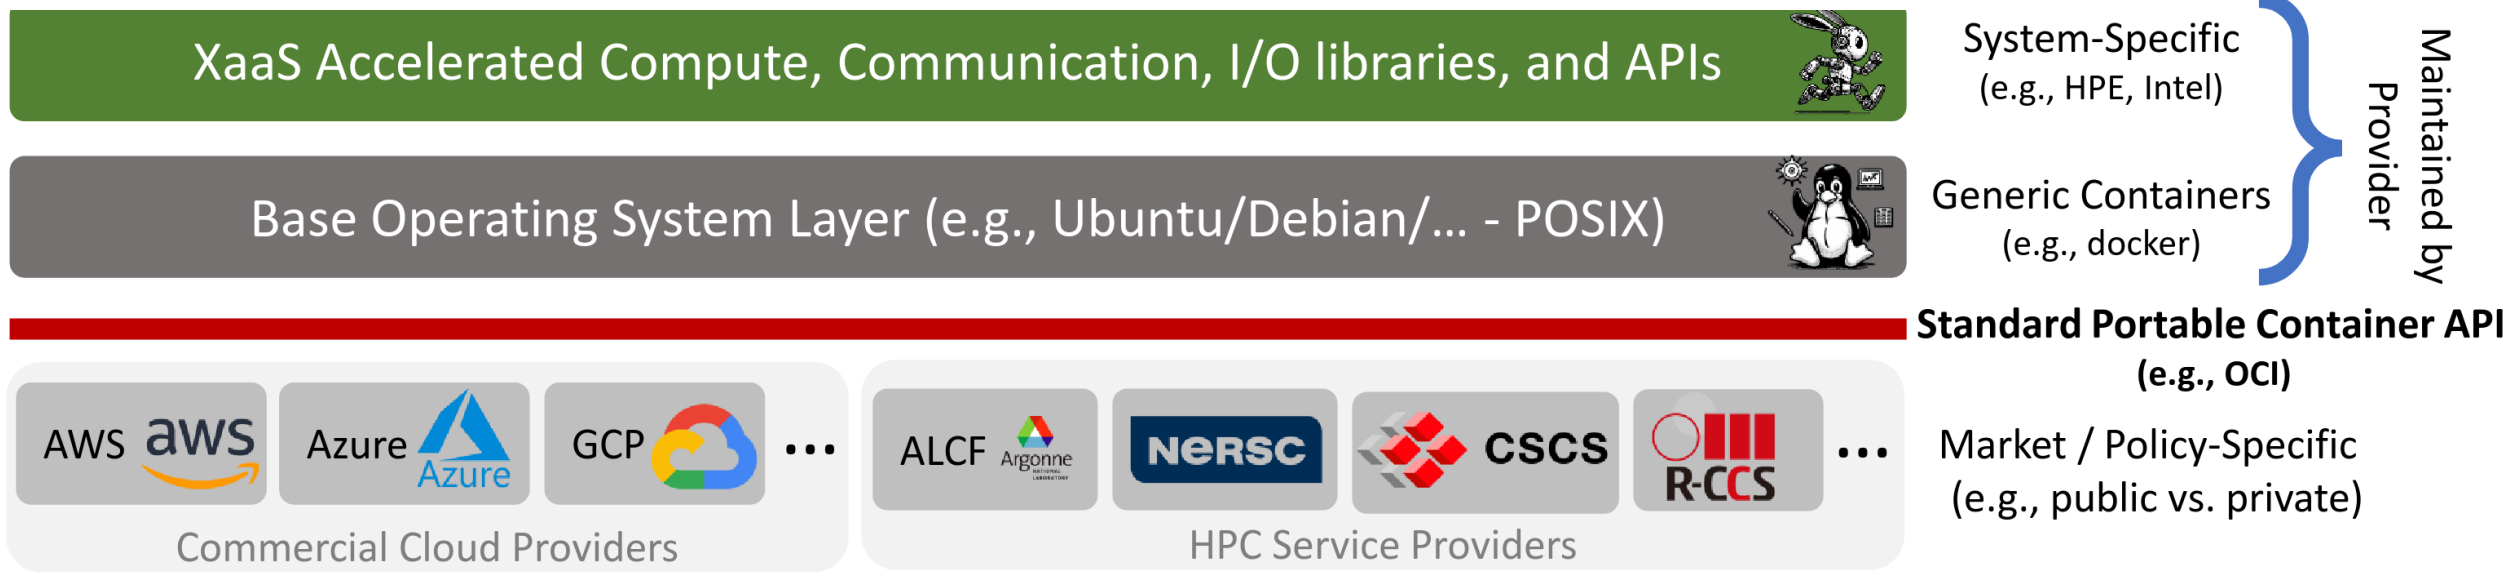 XaaS Accelerated Compute, Communication, I/O libraries, and APIs
System-Specific
(e.g., HPE, Intel)
Base Operating System Layer (e.g., Ubuntu/Debian/... - POSIX)
Generic Containers
(e.g., docker)
Maintained by
Provider
Standard Portable Container API
(e.g., OCI)
AWS aws
Azure Azure
GCP
...
Commercial Cloud Providers
ALCF Argonne
NATIONAL
LABORATORY
NERSC
CSCS
R-CCS
...
HPC Service Providers
Market / Policy-Specific
(e.g., public vs. private)